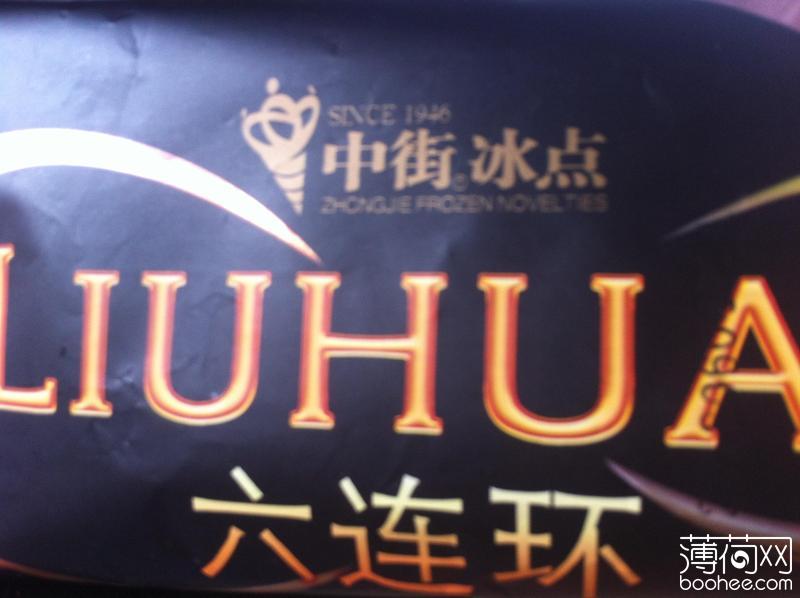 SINCE 1946
中街冰点
ZHONGJIE FROZEN NOVELTIES
LIUHUA
六连环
薄荷网
boohee.com